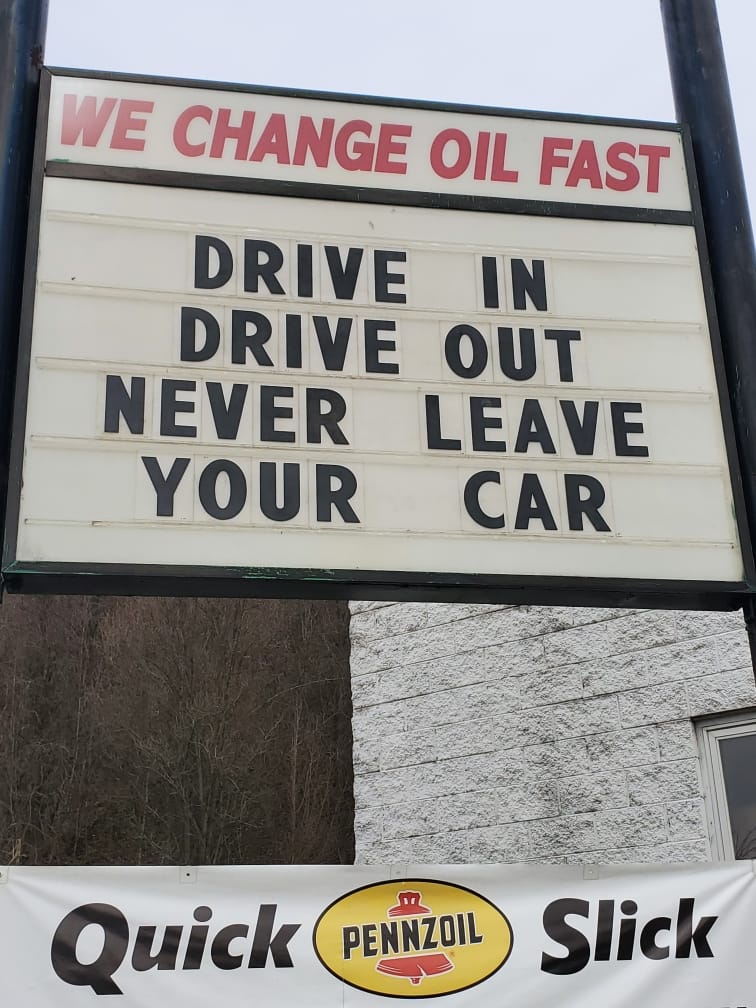 WE CHANGE OIL FAST
DRIVE IN
DRIVE OUT
NEVER LEAVE
YOUR CAR
Quick PENNZOIL Slick